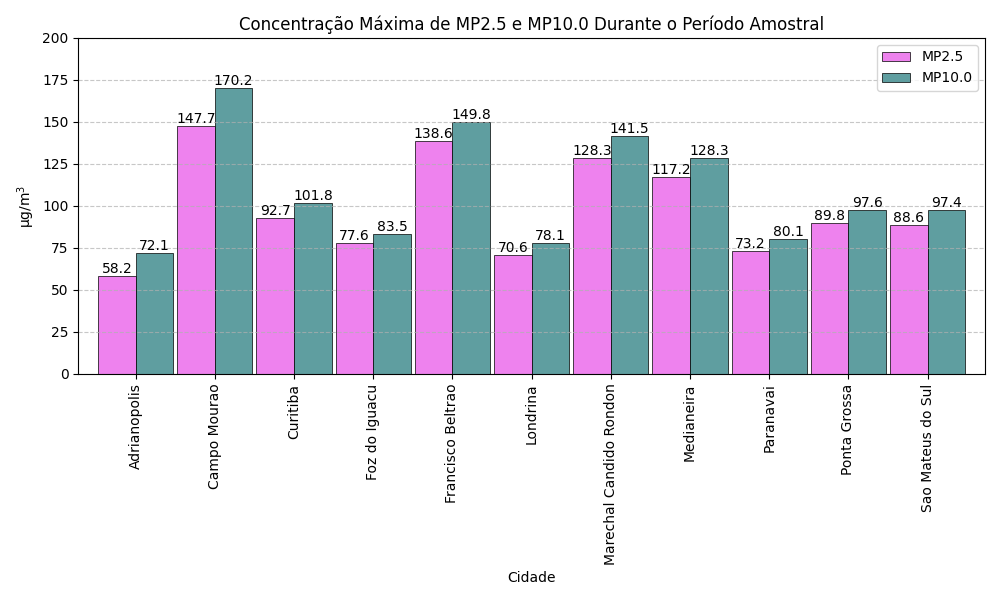 Concentração Máxima de MP2.5 e MP10.0 Durante o Período Amostral
200
175
150
125
100
75
50
25
0
µg/m³
MP2.5
MP10.0
58.2
72.1
147.7
170.2
92.7
101.8
77.6
83.5
138.6
149.8
70.6
78.1
128.3
141.5
117.2
128.3
73.2
80.1
89.8
97.6
88.6
97.4
Adrianopolis
Campo Mourao
Curitiba
Foz do Iguacu
Francisco Beltrao
Londrina
Marechal Candido Rondon
Medianeira
Paranavai
Ponta Grossa
Sao Mateus do Sul
Cidade